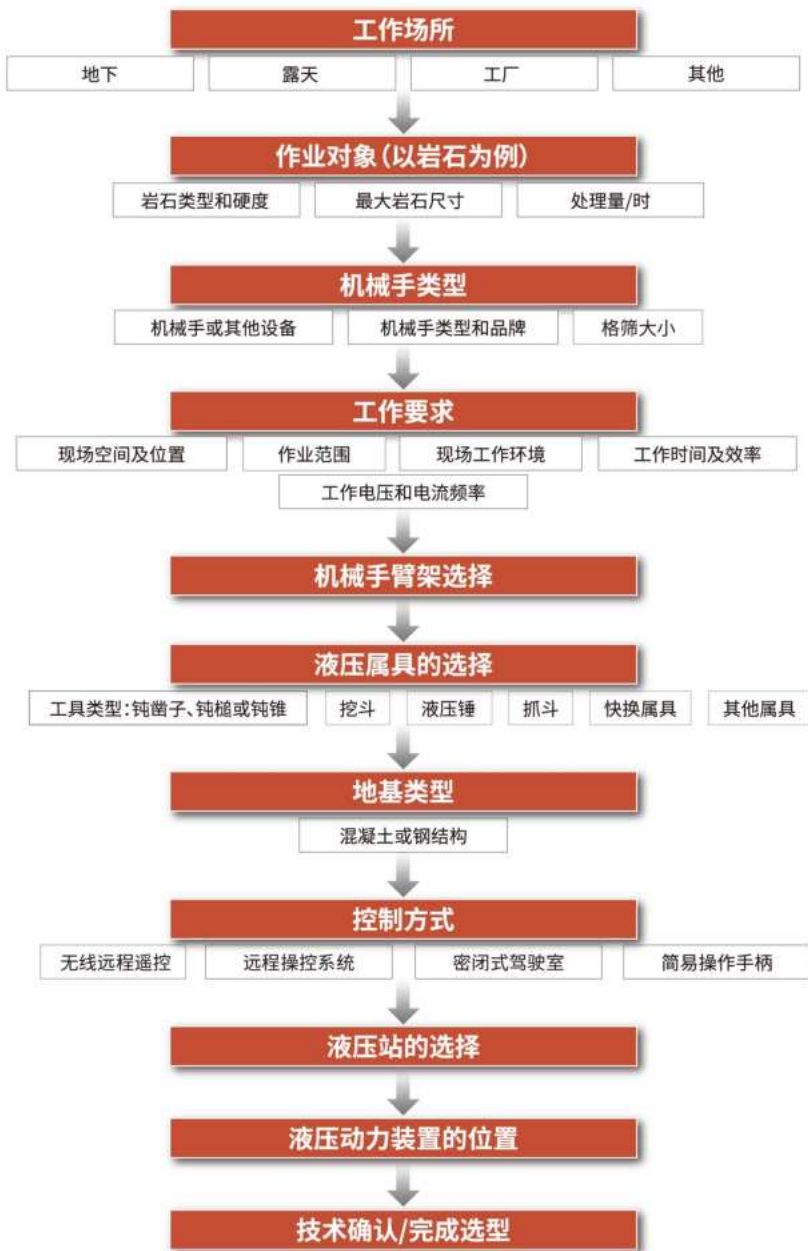 工作场所
地下 露天 工厂 其他
作业对象(以岩石为例)
岩石类型和硬度 最大岩石尺寸 处理量/时
机械手类型
机械手或其他设备 机械手类型和品牌 格筛大小
工作要求
现场空间及位置 作业范围 现场工作环境 工作时间及效率
工作电压和电流频率
机械手臂架选择
液压属具的选择
工具类型:钝凿子、钝槌或钝锥 挖斗 液压锤 抓斗 快换属具 其他属具
地基类型
混凝土或钢结构
控制方式
无线远程遥控 远程操控系统 密闭式驾驶室 简易操作手柄
液压站的选择
液压动力装置的位置
技术确认/完成选型